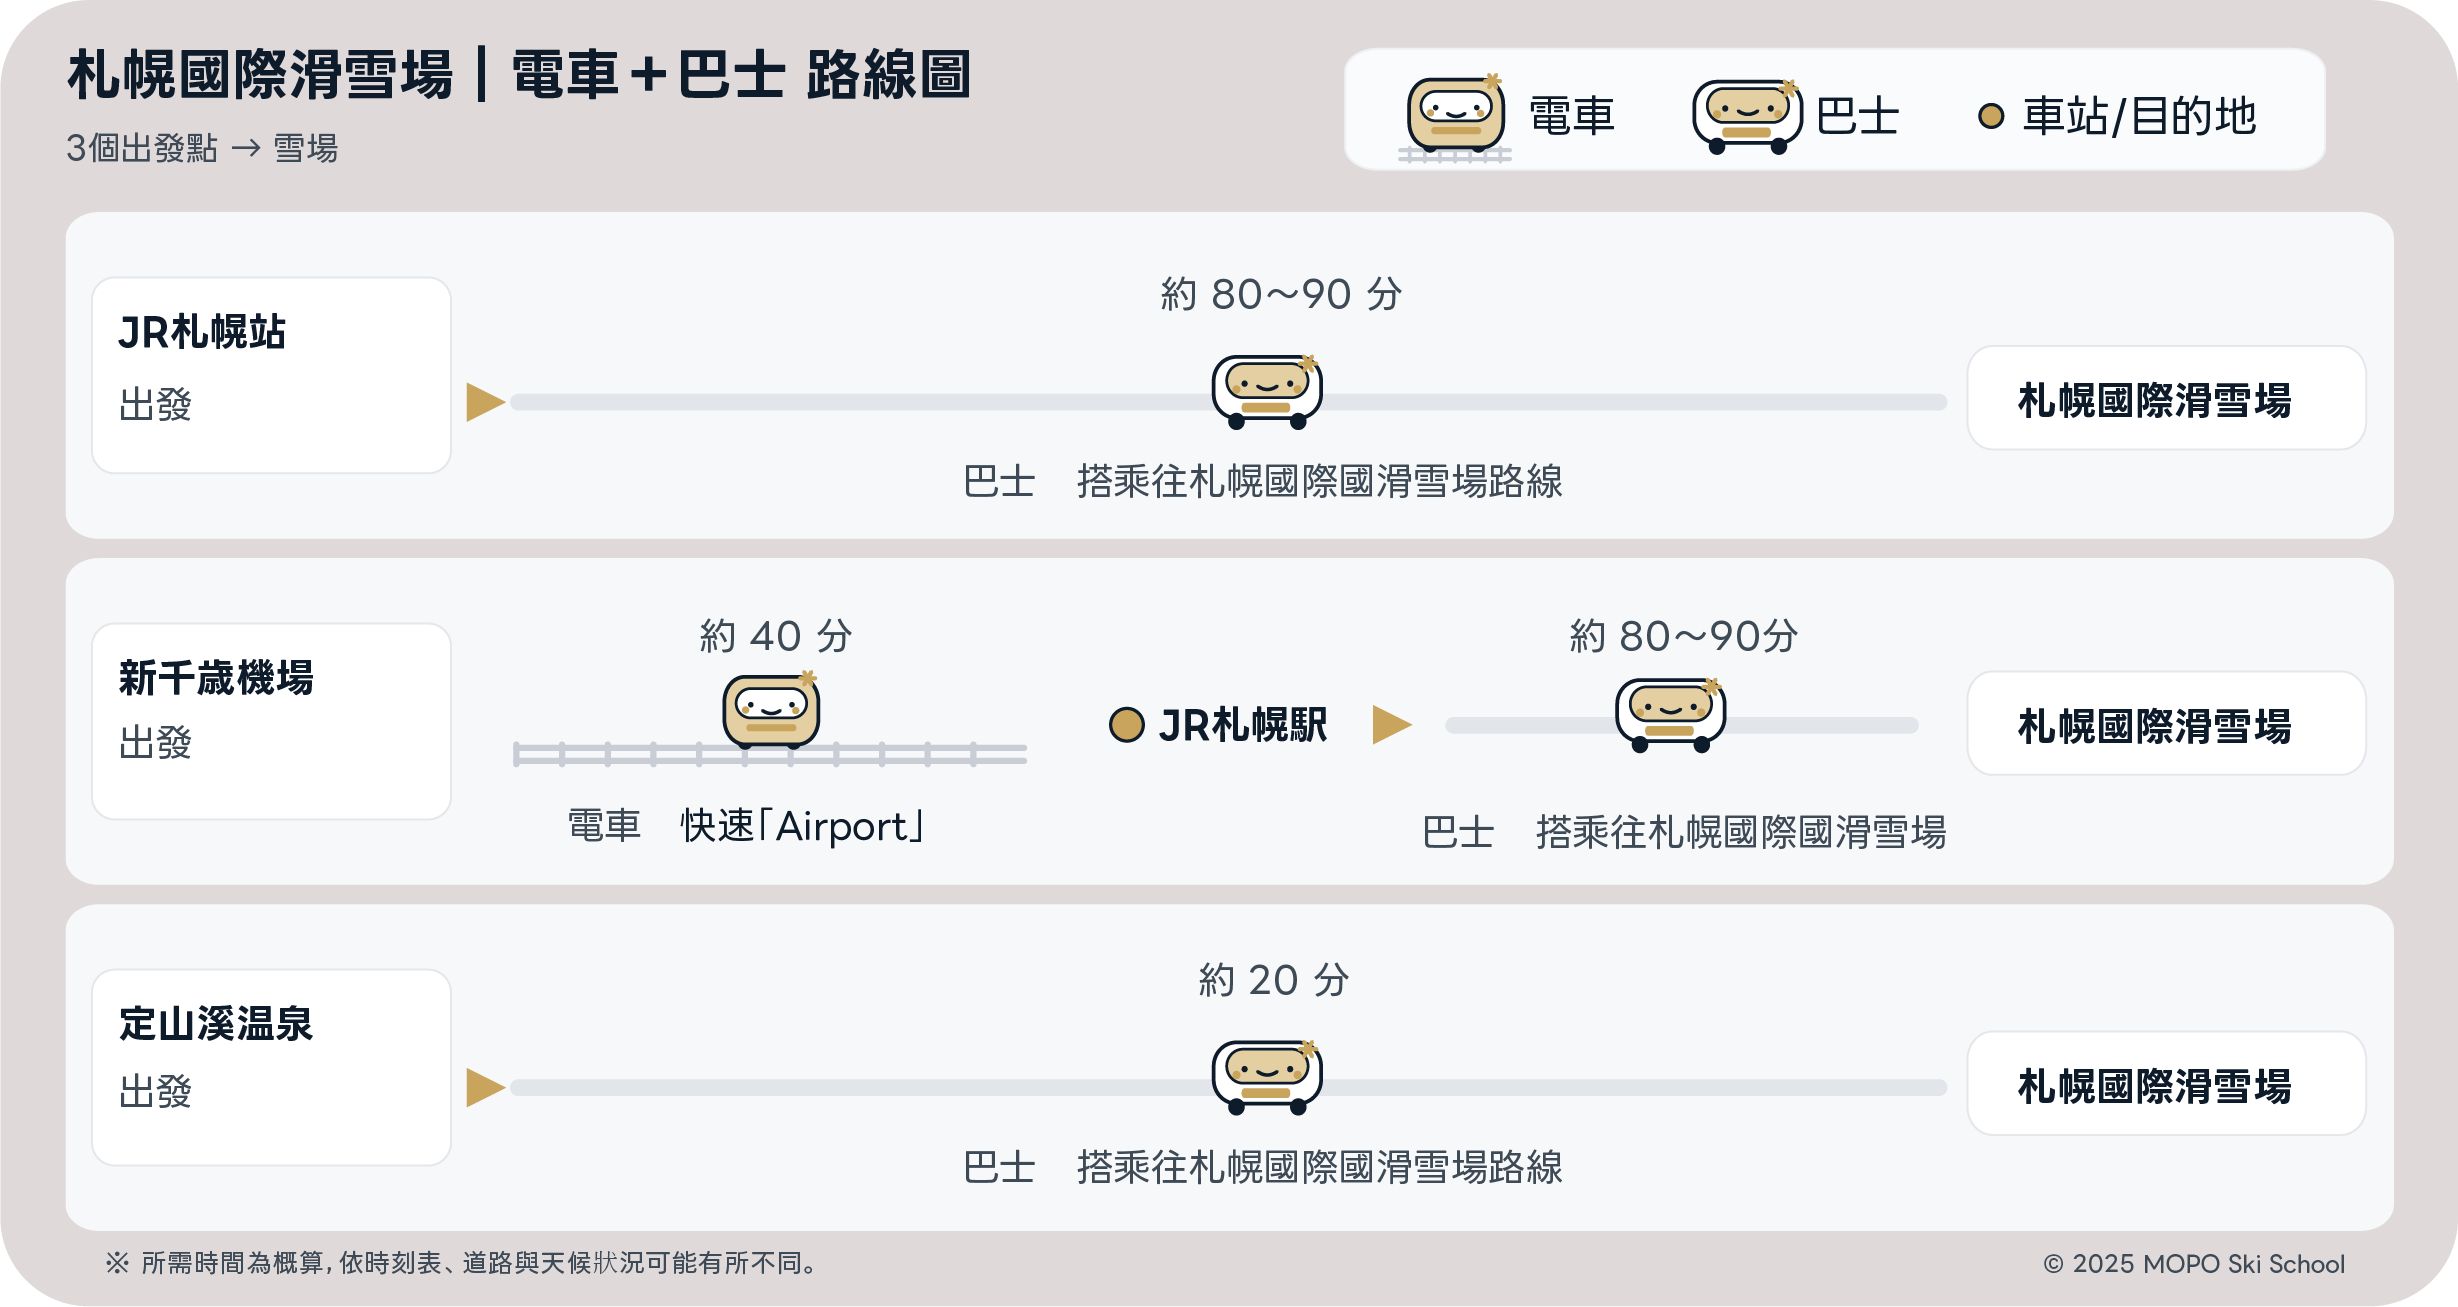 札幌國際滑雪場｜電車＋巴士 路線圖
3個出發點 → 雪場
電車 巴士 車站/目的地
約 80〜90 分
JR札幌站
出發
札幌國際滑雪場
巴士 搭乘往札幌國際國滑雪場路線
約 40 分
約 80〜90分
新千歳機場
出發
JR札幌駅
札幌國際滑雪場
電車 快速「Airport」
巴士 搭乘往札幌國際國滑雪場
約 20 分
定山溪温泉
出發
札幌國際滑雪場
巴士 搭乘往札幌國際國滑雪場路線
※ 所需時間為概算，依時刻表、道路與天候狀況可能有所不同。
© 2025 MOPO Ski School